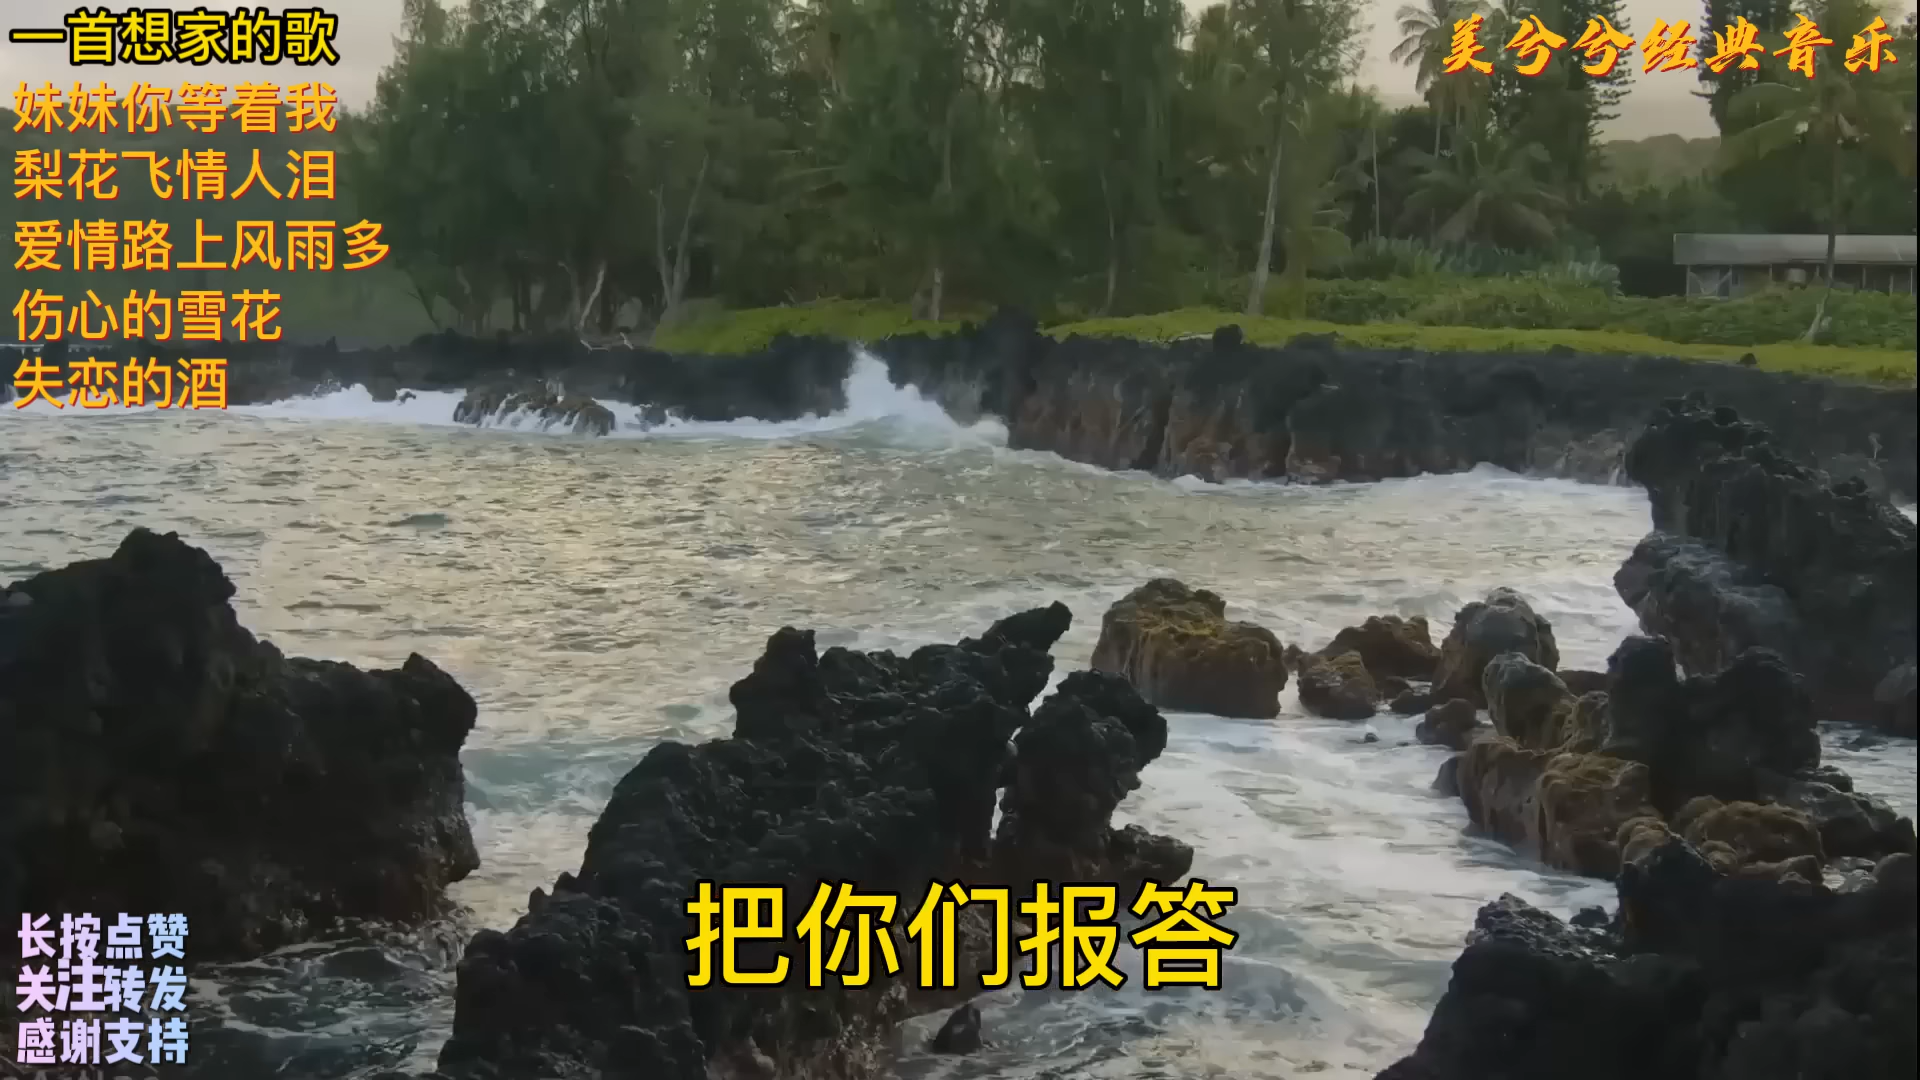 一首想家的歌
妹妹你等着我
梨花飞情人泪
爱情路上风雨多
伤心的雪花
失恋的酒
美兮兮经典音乐
把你们报答
长按点赞
关注转发
感谢支持